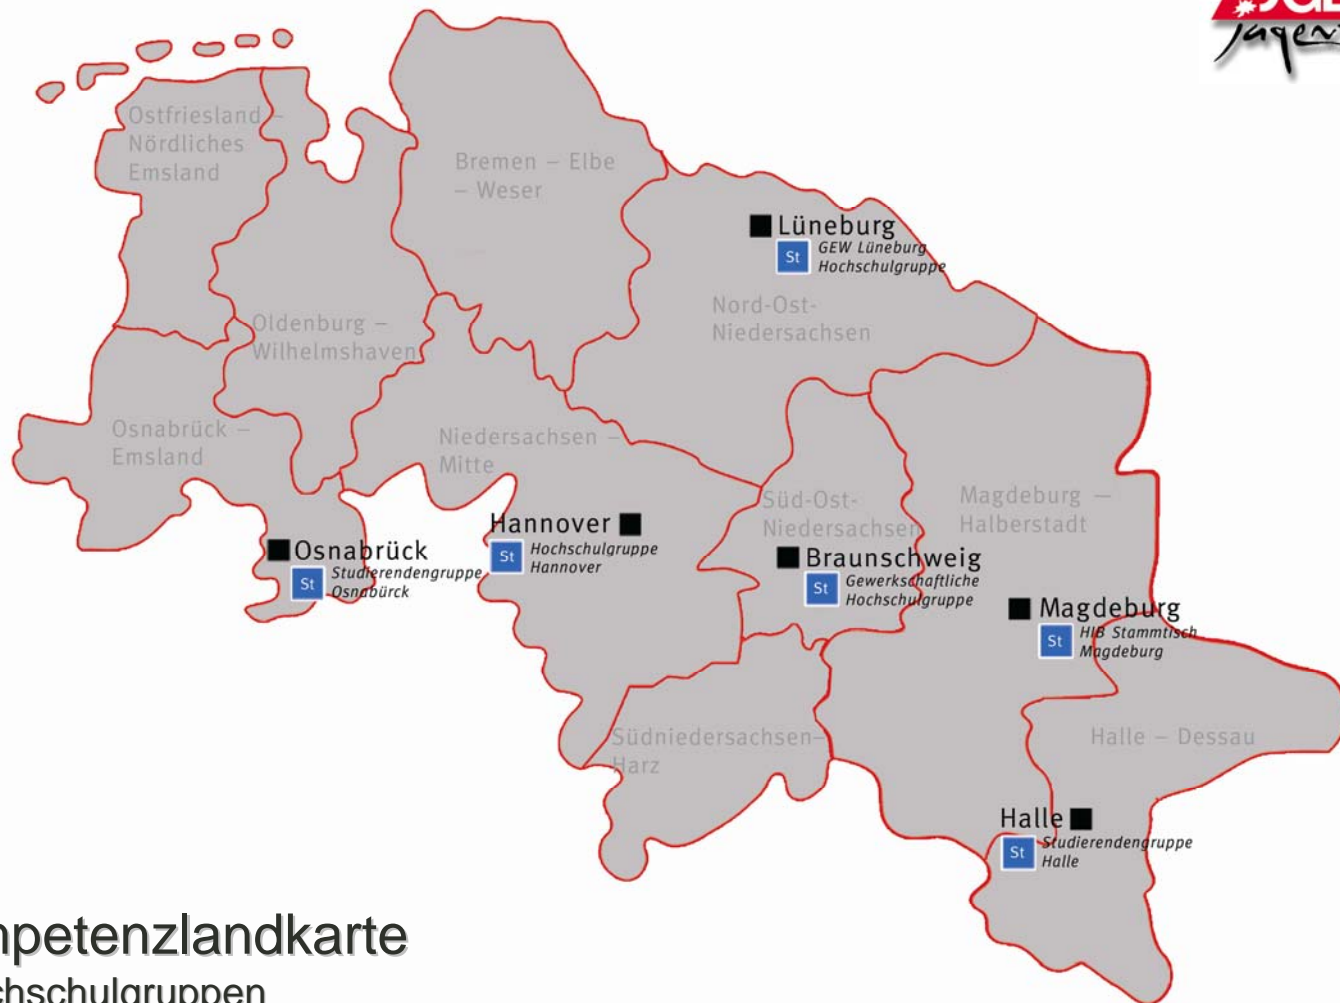 Jugend
Ostfriesland –
Nördliches
Emsland
Bremen – Elbe
– Weser
Lüneburg
St
GEW Lüneburg
Hochschulgruppe
Nord-Ost-
Niedersachsen
Oldenburg –
Wilhelmshaven
Osnabrück –
Emsland
Niedersachsen –
Mitte
Süd-Ost-
Niedersachsen
Magdeburg —
Halberstadt
Hannover
St
Hochschulgruppe
Hannover
Osnabrück
St
Studierendengruppe
Osnabürck
Braunschweig
St
Gewerkschaftliche
Hochschulgruppe
Magdeburg
St
HIB Stammtisch
Magdeburg
Südniedersachsen–
Harz
Halle – Dessau
Halle
St
Studierendengruppe
Halle
npetenzlandkarte
chschulgruppen